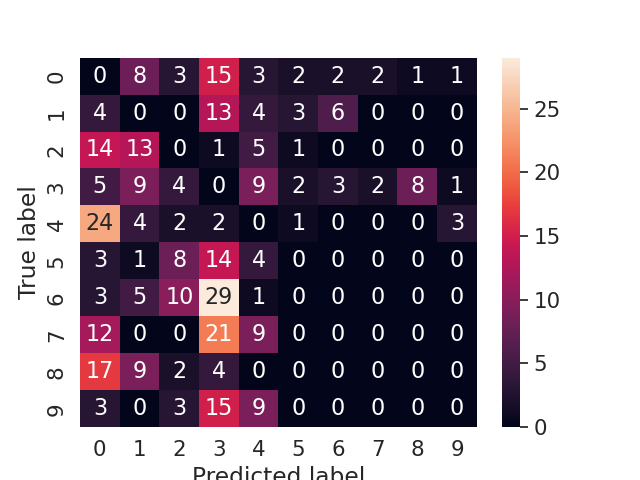 0 0 8 3 15 3 2 2 2 1 1
1 4 0 0 13 4 3 6 0 0 0
2 14 13 0 1 5 1 0 0 0 0
3 5 9 4 0 9 2 3 2 8 1
4 24 4 2 2 0 1 0 0 0 3
5 3 1 8 14 4 0 0 0 0 0
6 3 5 10 29 1 0 0 0 0 0
7 12 0 0 21 9 0 0 0 0 0
8 17 9 2 4 0 0 0 0 0 0
9 3 0 3 15 9 0 0 0 0 0
0 1 2 3 4 5 6 7 8 9
Predicted label
True label
25
20
15
10
5
0